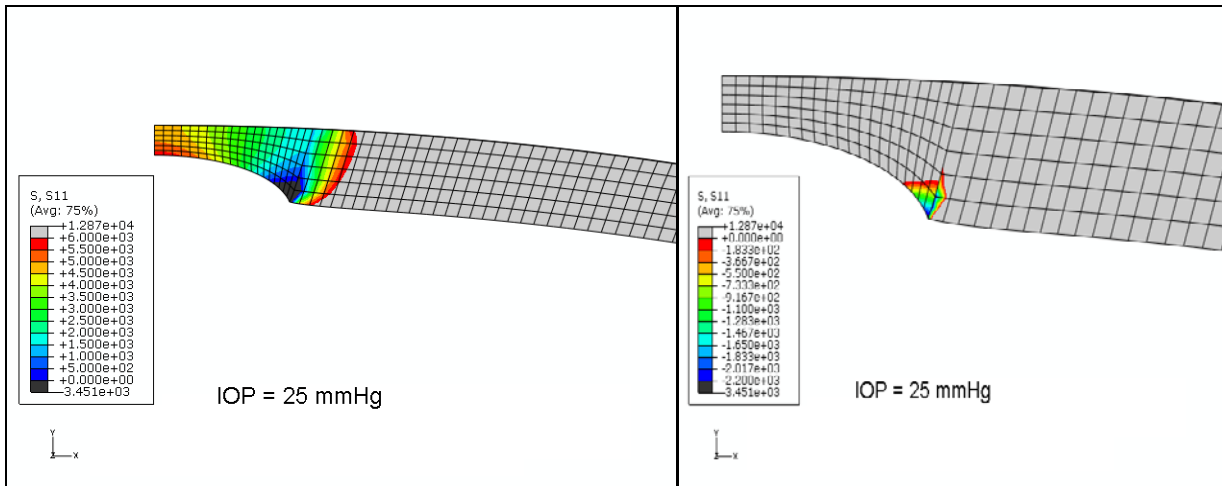 S, S11
(Avg: 75%)
+1.287e+04
+6.000e+03
+5.500e+03
+5.000e+03
+4.500e+03
+4.000e+03
+3.500e+03
+3.000e+03
+2.500e+03
+2.000e+03
+1.500e+03
+1.000e+03
+5.000e+02
+0.000e+00
-3.451e+03
IOP = 25 mmHg
Y
Z
X
S, S11
(Avg: 75%)
+1.287e+04
+0.000e+00
-1.833e+02
-3.667e+02
-5.500e+02
-7.333e+02
-9.167e+02
-1.100e+03
-1.283e+03
-1.467e+03
-1.650e+03
-1.833e+03
-2.017e+03
-2.200e+03
-3.451e+03
IOP = 25 mmHg
Y
Z
X